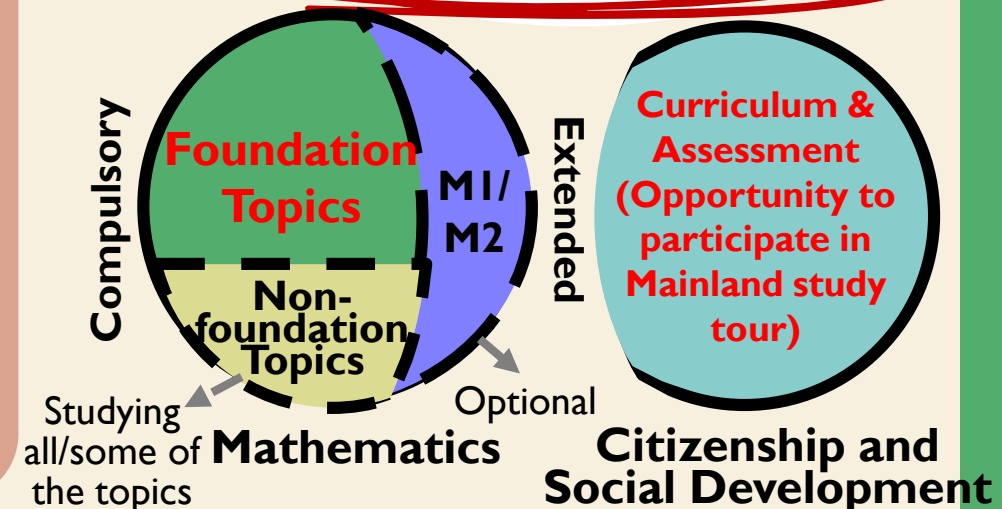 Compulsory
Foundation
Topics
M1/
M2
Non-
foundation
Topics
Extended
Studying
all/some of
the topics
Optional
Mathematics
Curriculum &
Assessment
(Opportunity to
participate in
Mainland study
tour)
Citizenship and
Social Development